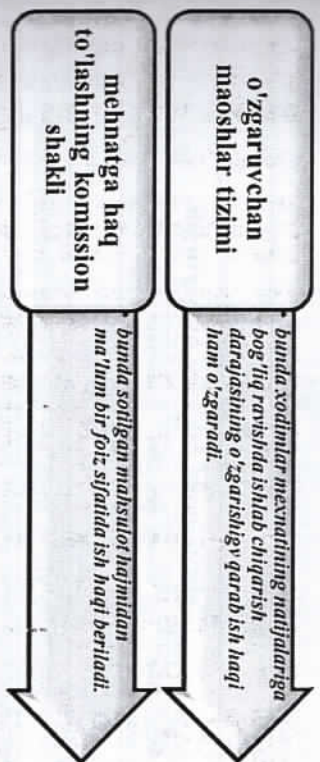 o'zgaruvchan
maoshlar tizimi
bunda xodimlar mexnatining natijalariga
bog'liq ravishda ishlab chiqarish
darajasining o'zgarishigv qarab ish haqi
ham o'zgaradi.
mehnatga haq
to'lashning komission
shakli
bunda sotilgan mahsulot hajmidan
ma'lum bir foiz sifatida ish haqi beriladi.